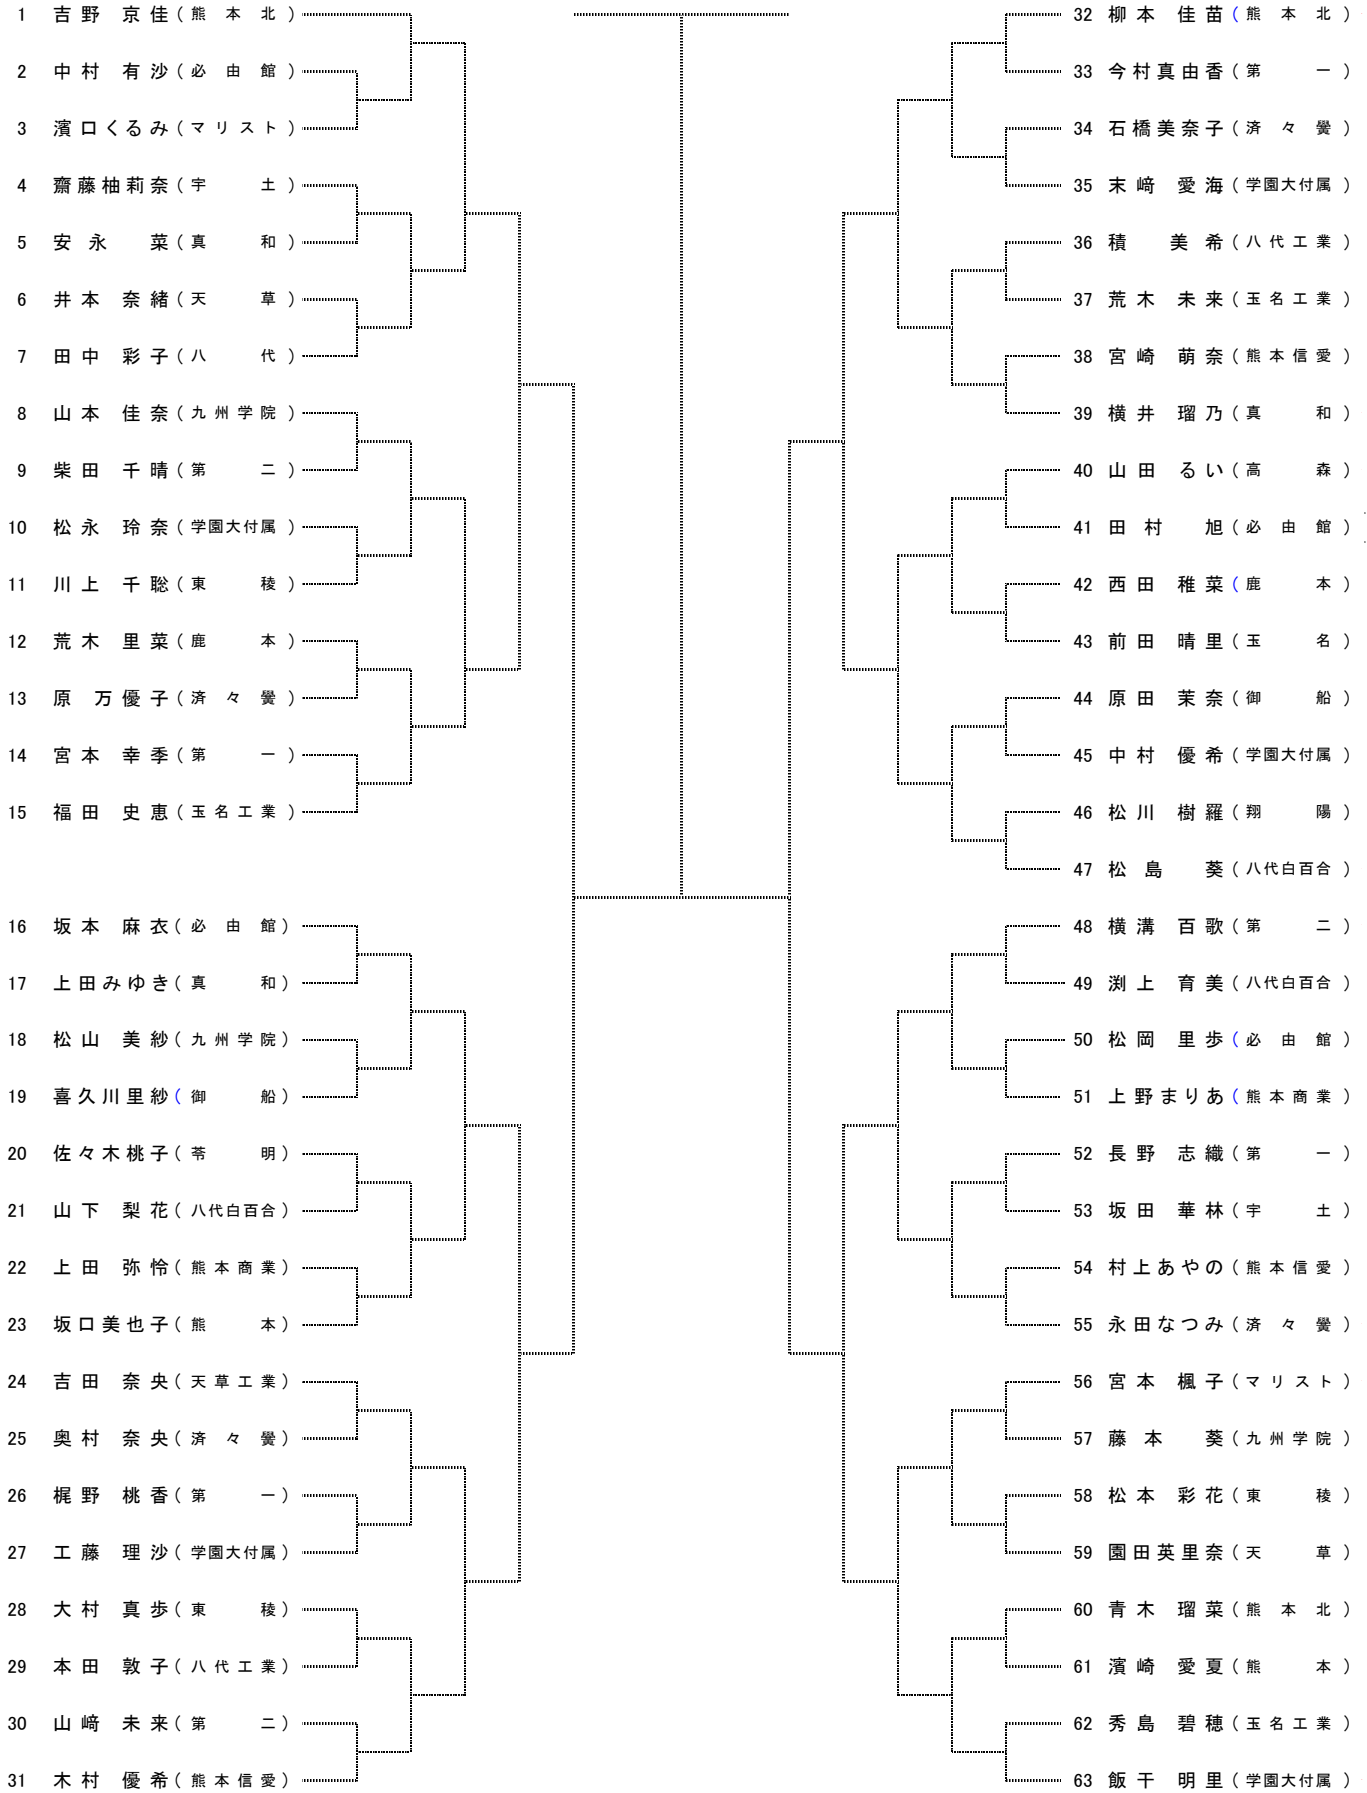 1 吉野 京佳 (熊本北)
2 中村 有沙 (必由館)
3 濱口くるみ (マリスト)
4 齋藤柚莉奈 (宇土)
5 安永 菜 (真和)
6 井本 奈緒 (天草)
7 田中 彩子 (八代)
8 山本 佳奈 (九州学院)
9 柴田 千晴 (第二)
10 松永 玲奈 (学園大付属)
11 川上 千聡 (東稜)
12 荒木 里菜 (鹿本)
13 原 万優子 (済々黌)
14 宮本 幸季 (第一)
15 福田 史恵 (玉名工業)
16 坂本 麻衣 (必由館)
17 上田みゆき (真和)
18 松山 美紗 (九州学院)
19 喜久川里紗 (御船)
20 佐々木桃子 (苓明)
21 山下 梨花 (八代白百合)
22 上田 弥怜 (熊本商業)
23 坂口美也子 (熊本)
24 吉田 奈央 (天草工業)
25 奥村 奈央 (済々黌)
26 梶野 桃香 (第一)
27 工藤 理沙 (学園大付属)
28 大村 真歩 (東稜)
29 本田 敦子 (八代工業)
30 山﨑 未来 (第二)
31 木村 優希 (熊本信愛)
32 柳本 佳苗 (熊本北)
33 今村真由香 (第一)
34 石橋美奈子 (済々黌)
35 末﨑 愛海 (学園大付属)
36 積 美希 (八代工業)
37 荒木 未来 (玉名工業)
38 宮崎 萌奈 (熊本信愛)
39 横井 瑠乃 (真和)
40 山田 るい (高森)
41 田村 旭 (必由館)
42 西田 稚菜 (鹿本)
43 前田 晴里 (玉名)
44 原田 茉奈 (御船)
45 中村 優希 (学園大付属)
46 松川 樹羅 (翔陽)
47 松島 葵 (八代白百合)
48 横溝 百歌 (第二)
49 渕上 育美 (八代白百合)
50 松岡 里歩 (必由館)
51 上野まりあ (熊本商業)
52 長野 志織 (第一)
53 坂田 華林 (宇土)
54 村上あやの (熊本信愛)
55 永田なつみ (済々黌)
56 宮本 楓子 (マリスト)
57 藤本 葵 (九州学院)
58 松本 彩花 (東稜)
59 園田英里奈 (天草)
60 青木 瑠菜 (熊本北)
61 濱崎 愛夏 (熊本)
62 秀島 碧穂 (玉名工業)
63 飯干 明里 (学園大付属)